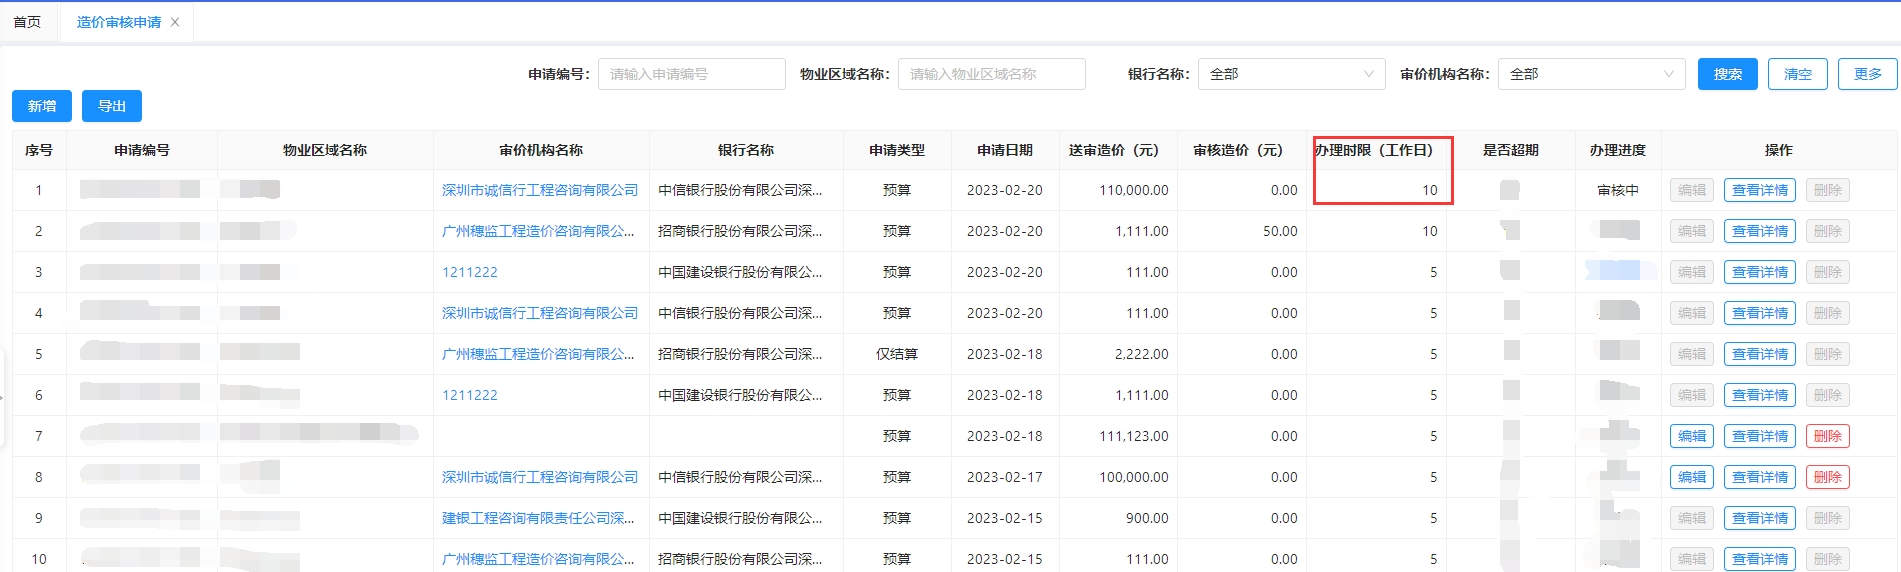 首页 造价审核申请 ×
申请编号： 请输入申请编号 物业区域名称： 请输入物业区域名称 银行名称： 全部 审价机构名称： 全部 搜索 清空 更多
新增 导出
序号 申请编号 物业区域名称 审价机构名称 银行名称 申请类型 申请日期 送审造价（元） 审核造价（元） 办理时限（工作日） 是否超期 办理进度 操作
1 深圳市诚信行工程咨询有限公司 中信银行股份有限公司深... 预算 2023-02-20 110,000.00 0.00 10 审核中 编辑 查看详情 删除
2 广州穗监工程造价咨询有限公... 招商银行股份有限公司深... 预算 2023-02-20 1,111.00 50.00 10 编辑 查看详情 删除
3 1211222 中国建设银行股份有限公... 预算 2023-02-20 111.00 0.00 5 编辑 查看详情 删除
4 深圳市诚信行工程咨询有限公司 中信银行股份有限公司深... 预算 2023-02-20 111.00 0.00 5 编辑 查看详情 删除
5 广州穗监工程造价咨询有限公... 招商银行股份有限公司深... 仅结算 2023-02-18 2,222.00 0.00 5 编辑 查看详情 删除
6 1211222 中国建设银行股份有限公... 预算 2023-02-18 1,111.00 0.00 5 编辑 查看详情 删除
7 预算 2023-02-18 111,123.00 0.00 5 编辑 查看详情 删除
8 深圳市诚信行工程咨询有限公司 中信银行股份有限公司深... 预算 2023-02-17 100,000.00 0.00 5 编辑 查看详情 删除
9 建银工程咨询有限责任公司深... 中国建设银行股份有限公... 预算 2023-02-15 900.00 0.00 5 编辑 查看详情 删除
10 广州穗监工程造价咨询有限公... 招商银行股份有限公司深... 预算 2023-02-15 111.00 0.00 5 编辑 查看详情 删除